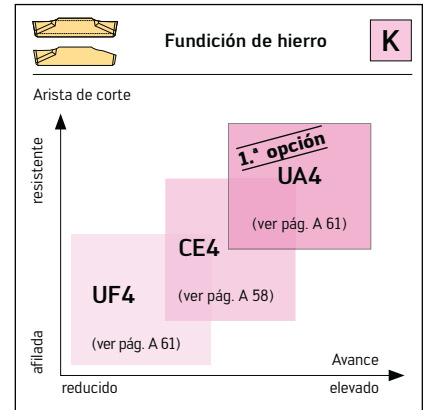 Fundición de hierro
K
Arista de corte
resistente
afilada
1.ª opción
UA4
(ver pág. A 61)
CE4
(ver pág. A 58)
UF4
(ver pág. A 61)
Avance
reducido
elevado